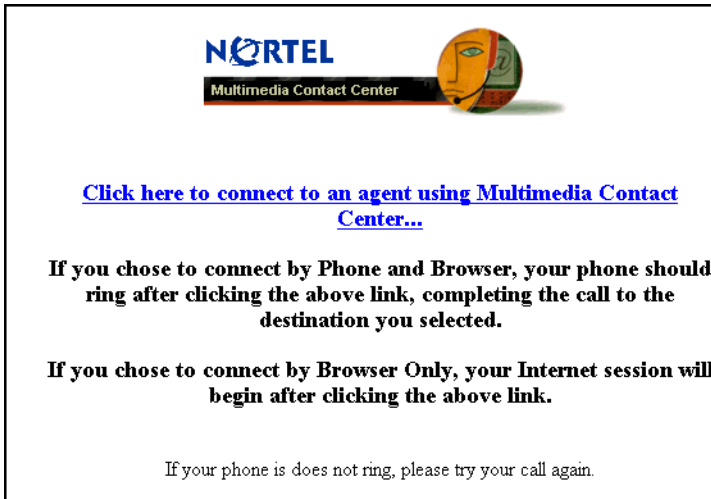 NORTEL
Multimedia Contact Center
Click here to connect to an agent using Multimedia Contact
Center...
If you chose to connect by Phone and Browser, your phone should
ring after clicking the above link, completing the call to the
destination you selected.
If you chose to connect by Browser Only, your Internet session will
begin after clicking the above link.
If your phone is does not ring, please try your call again.